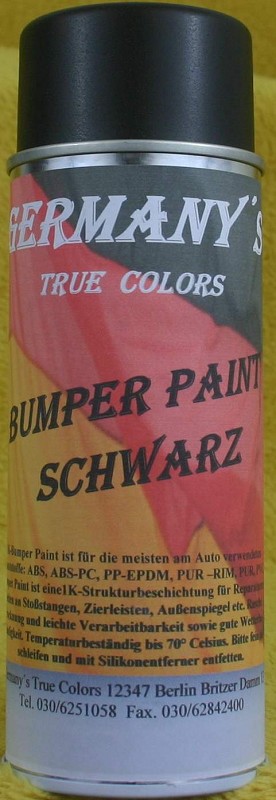 GERMANY´s
TRUE COLORS
BUMPER PAINT
SCHWARZ
-Bumper Paint ist für die meisten am Auto verwendeten
stoffe: ABS, ABS-PC, PP-EPDM, PUR –RIM, PUR,
Paint ist eine1K-Strukturbeschichtung für
an Stoßstangen, Zierleisten, Außenspiegel etc.
und leichte Verarbeitbarkeit sowie gute
Temperaturbeständig bis 70° Celsius. Bitte
schleifen und mit Silikonentferner entfetten.
Germany´s True Colors 12347 Berlin Britzer Damm
Tel. 030/6251058 Fax. 030/62842400